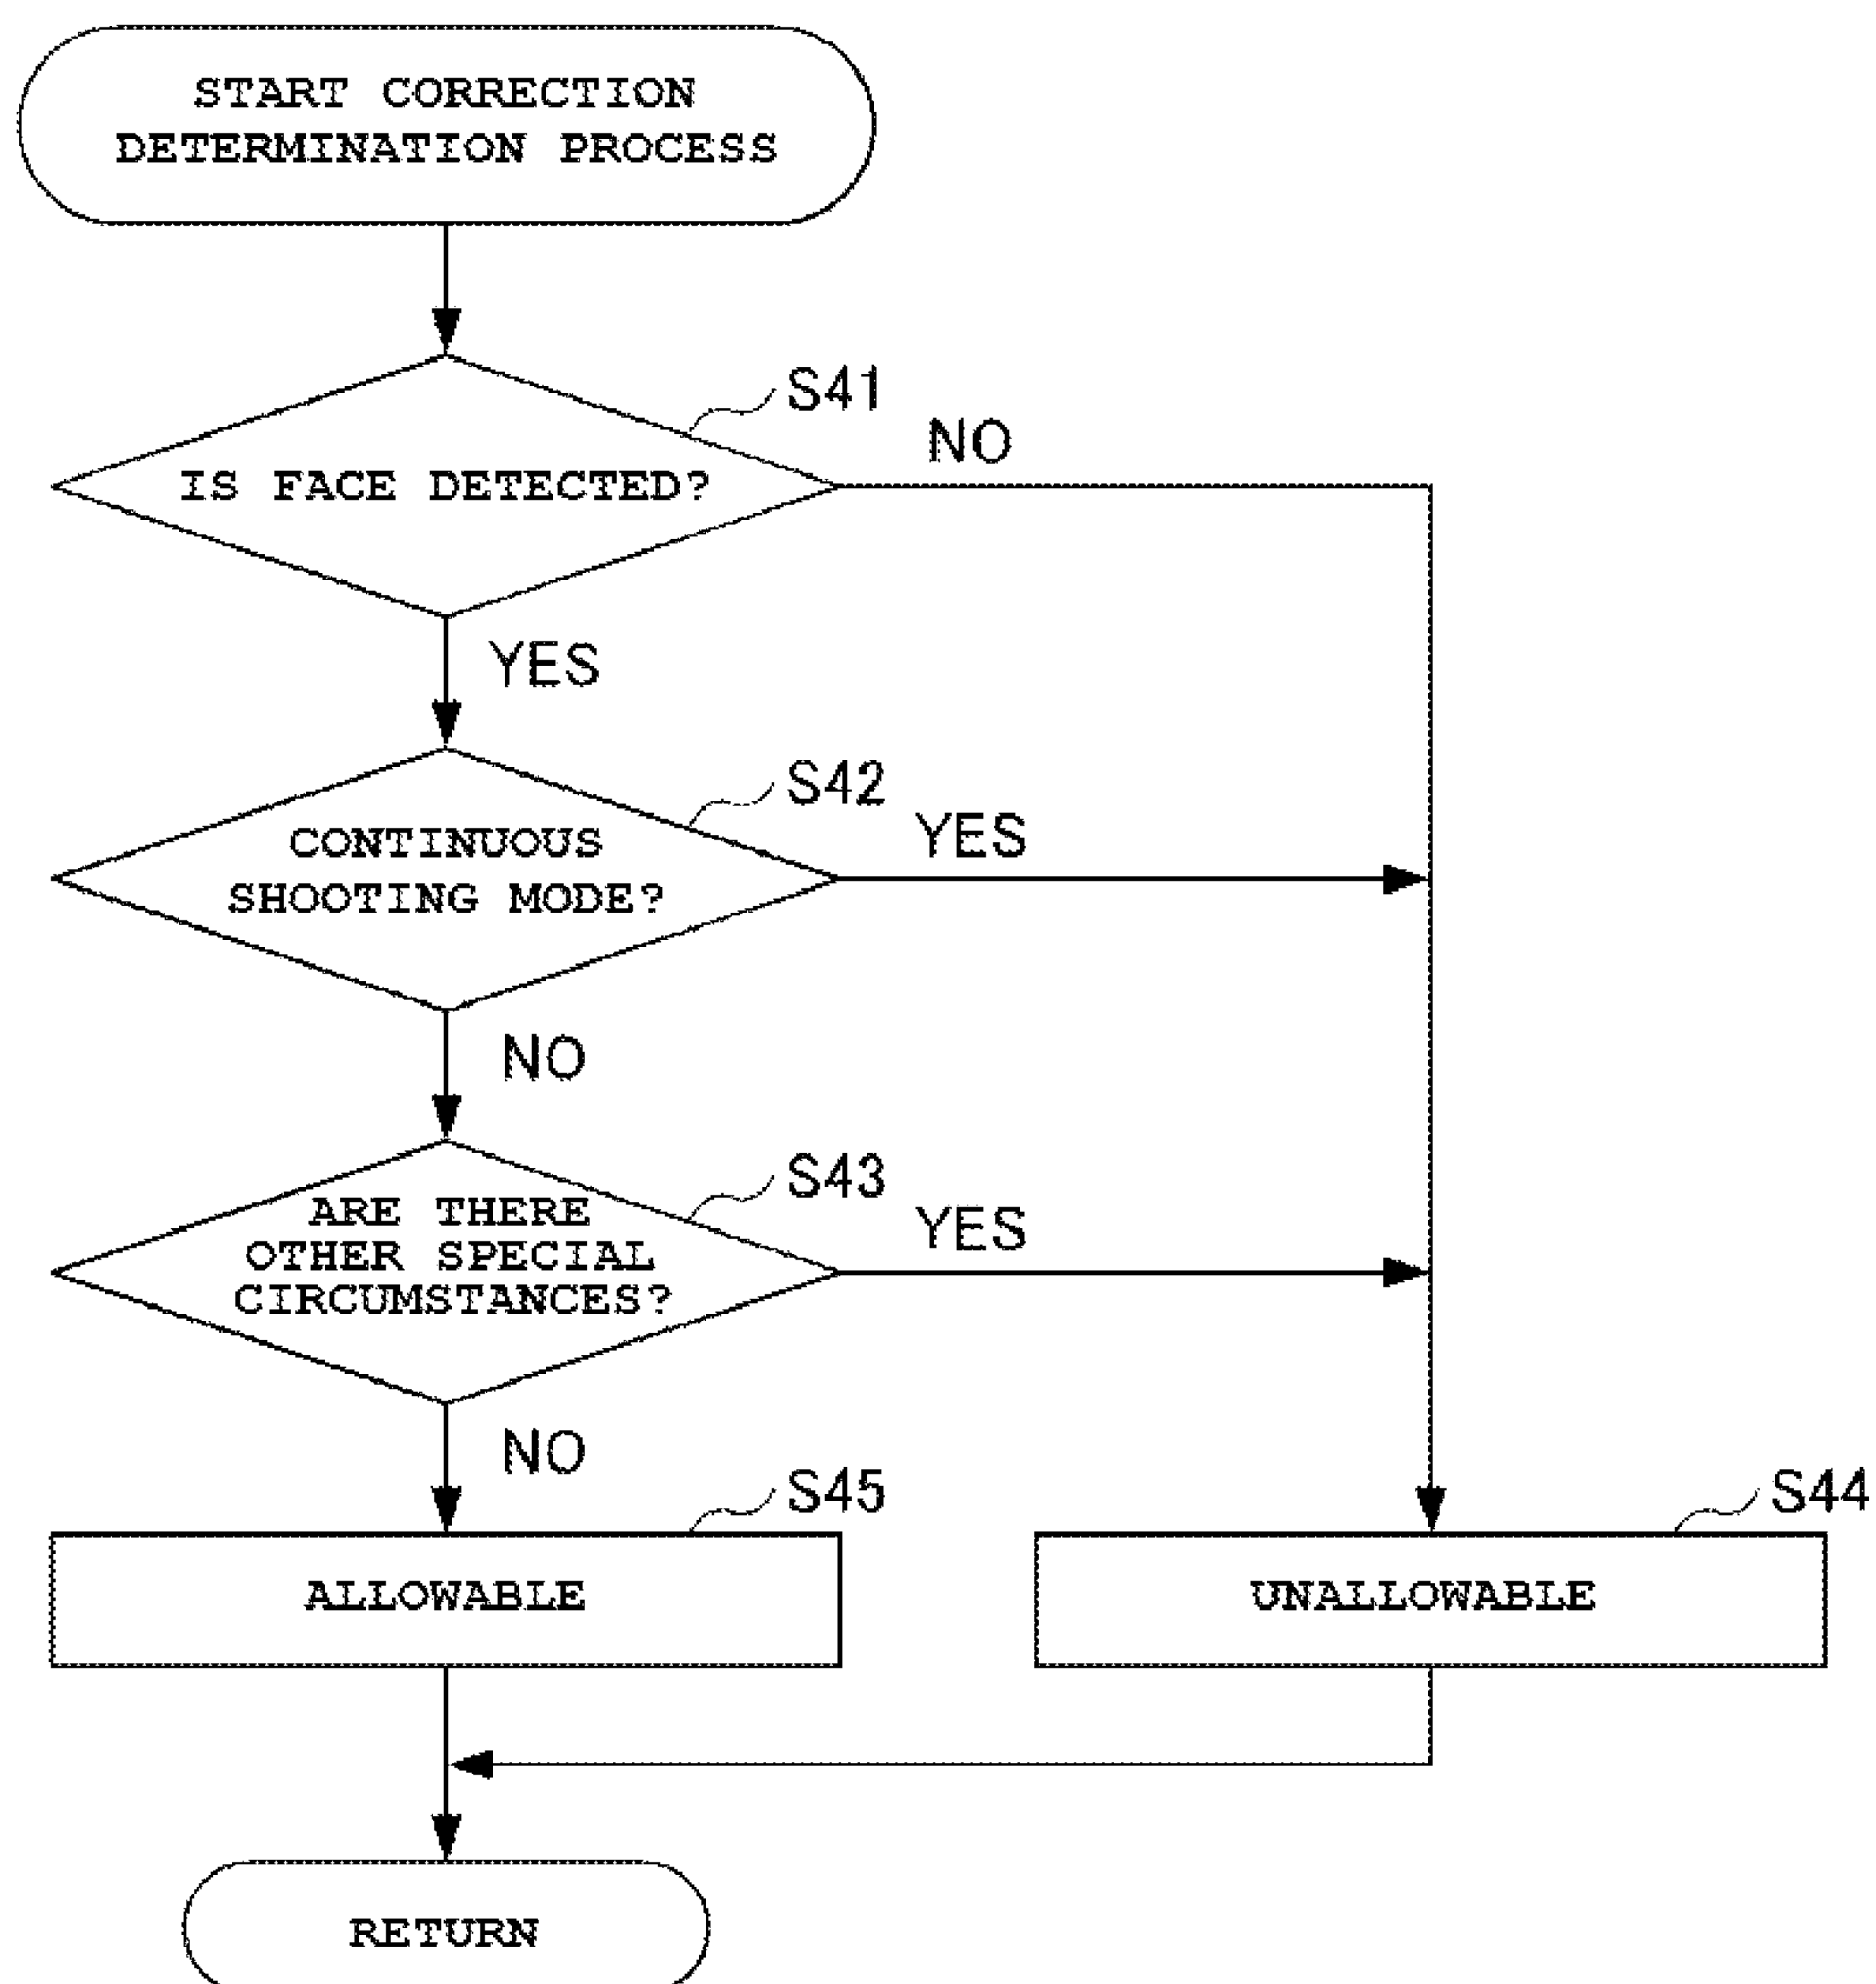 START CORRECTION
DETERMINATION PROCESS
S41
IS FACE DETECTED?
NO
YES
S42
CONTINUOUS
SHOOTING MODE?
YES
NO
S43
ARE THERE
OTHER SPECIAL
CIRCUMSTANCES?
YES
NO
S45
ALLOWABLE
S44
UNALLOWABLE
RETURN